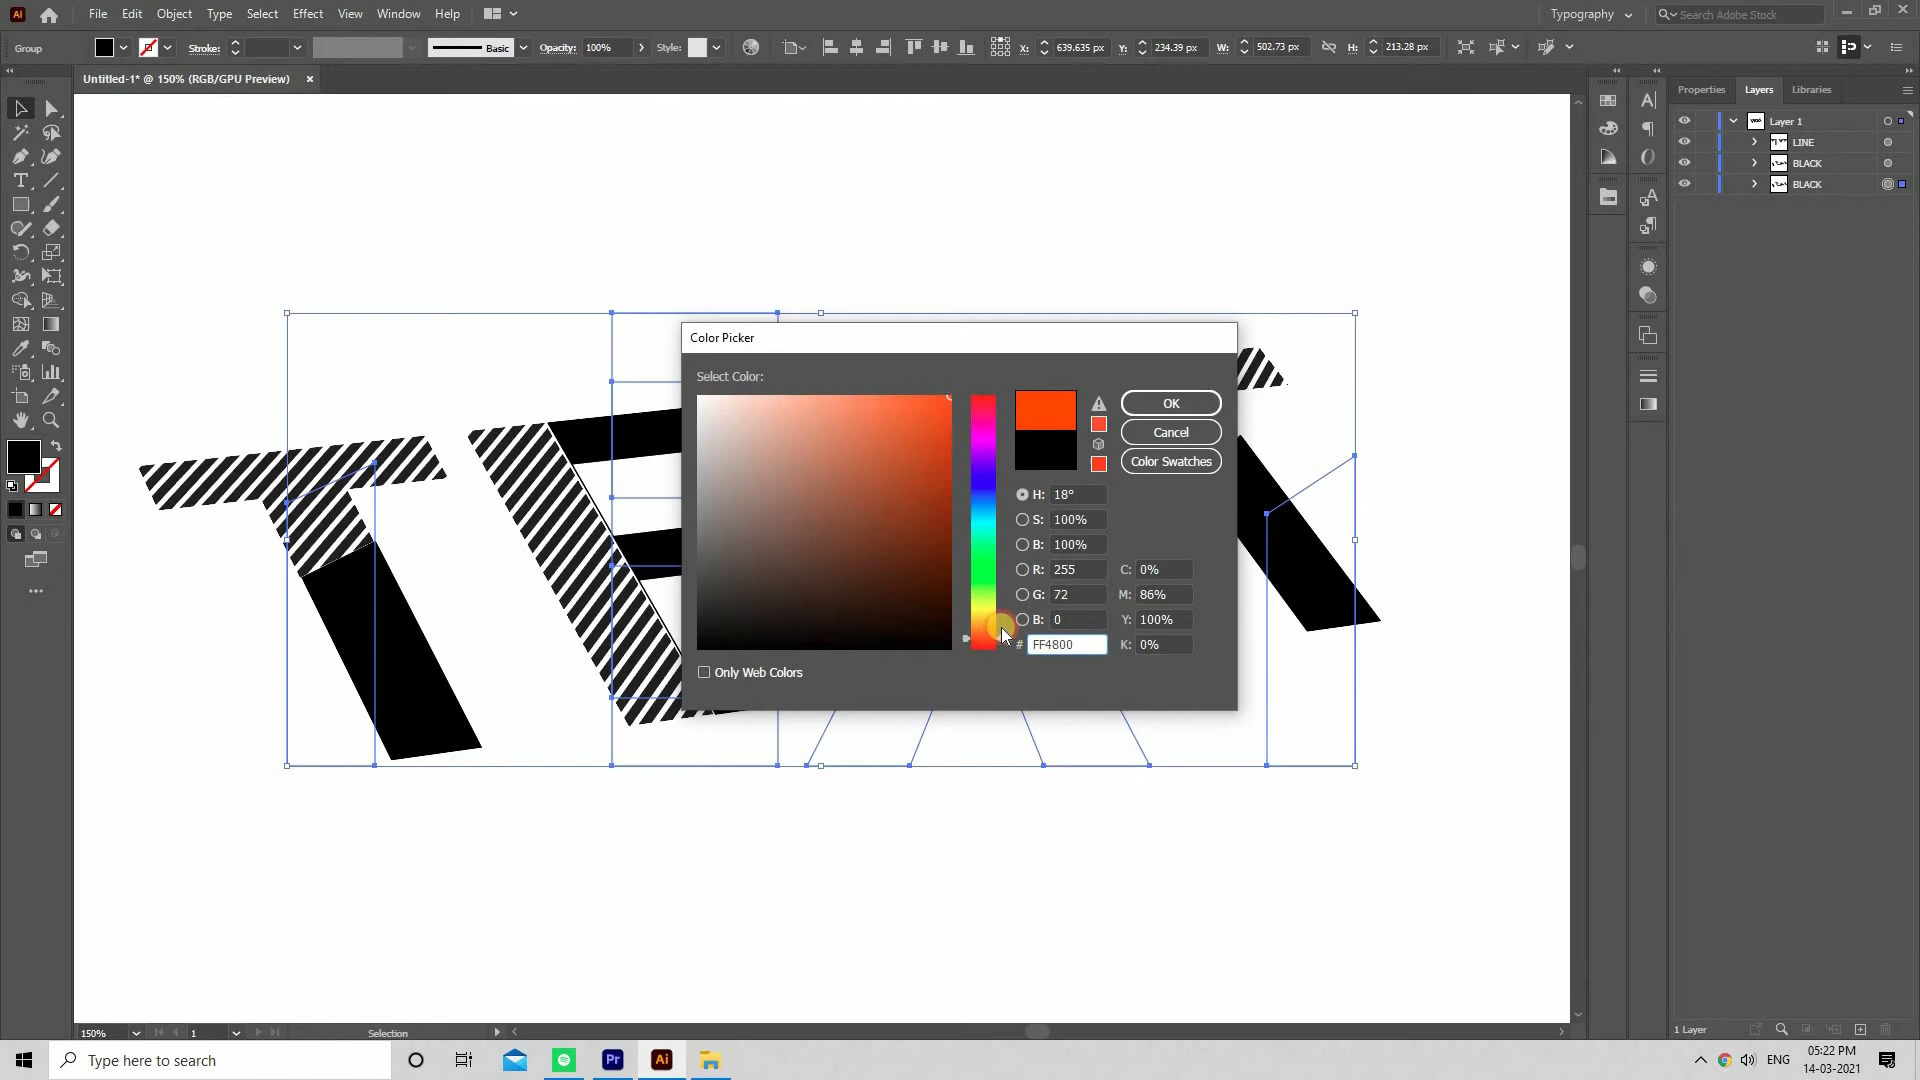 Ai File Edit Object Type Select Effect View Window Help Typography Search Adobe Stock
Group Stroke: Basic Opacity: 100% Style: X: 639.635 px Y: 234.39 px W: 502.73 px H: 213.28 px
Untitled-1* @ 150% (RGB/GPU Preview)
Properties Layers Libraries
Layer 1
LINE
BLACK
BLACK
Color Picker
Select Color:
OK
Cancel
Color Swatches
H: 18°
S: 100%
B: 100%
R: 255 C: 0%
G: 72 M: 86%
B: 0 Y: 100%
# FF4800 K: 0%
Only Web Colors
150% 1 Selection
1 Layer
Type here to search
Pr
Ai
ENG
05:22 PM
14-03-2021